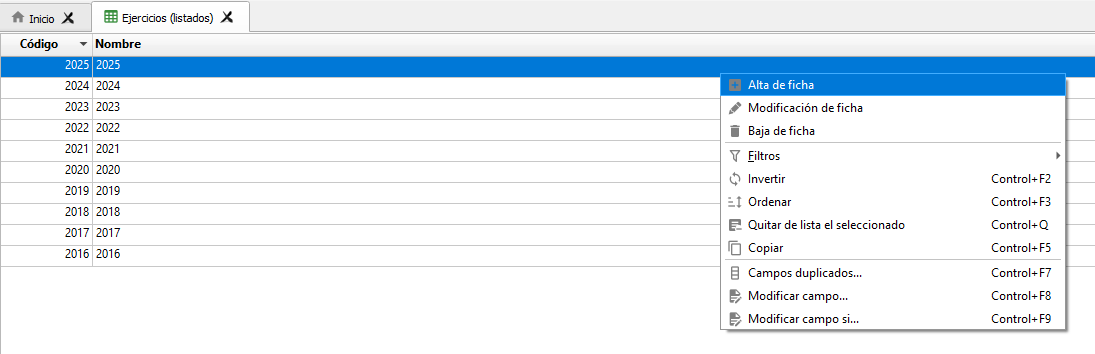 Inicio
Ejercicios (listados)
Código Nombre
2025 2025
2024 2024
2023 2023
2022 2022
2021 2021
2020 2020
2019 2019
2018 2018
2017 2017
2016 2016
Alta de ficha
Modificación de ficha
Baja de ficha
Filtros
Invertir Control+F2
Ordenar Control+F3
Quitar de lista el seleccionado Control+Q
Copiar Control+F5
Campos duplicados... Control+F7
Modificar campo... Control+F8
Modificar campo si... Control+F9